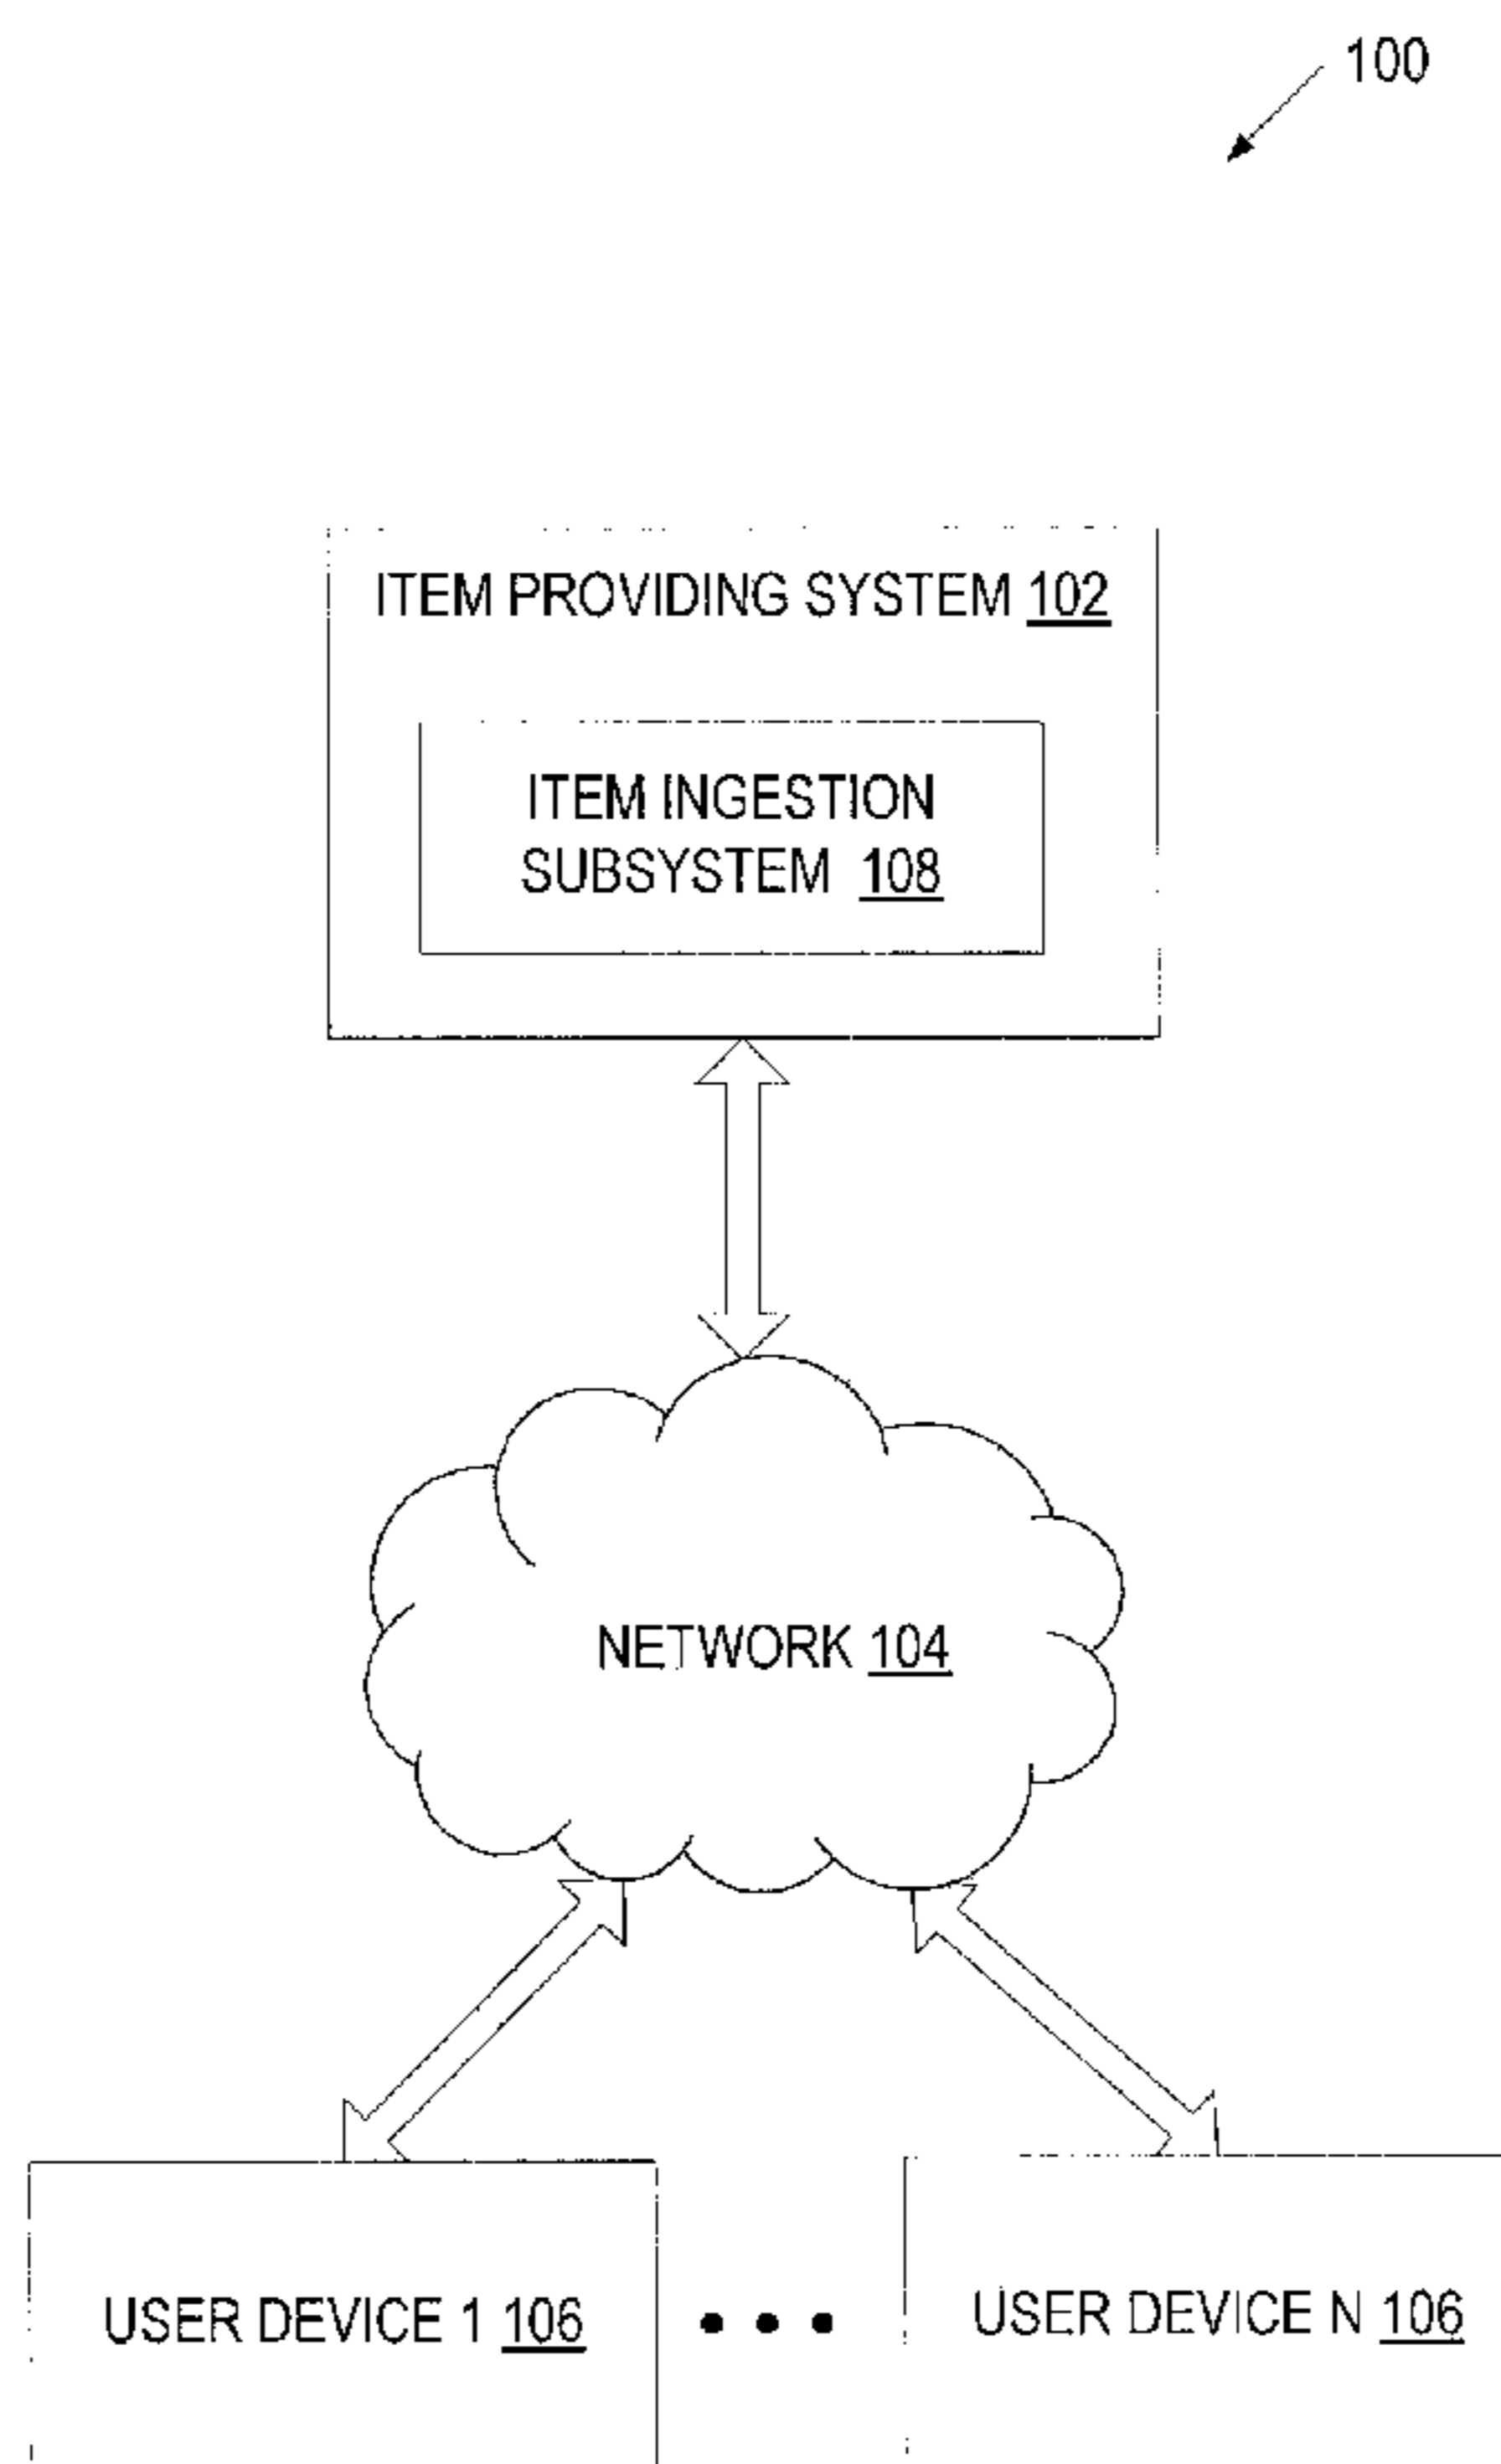 100
ITEM PROVIDING SYSTEM 102
ITEM INGESTION
SUBSYSTEM 108
NETWORK 104
USER DEVICE 1 106
USER DEVICE N 106